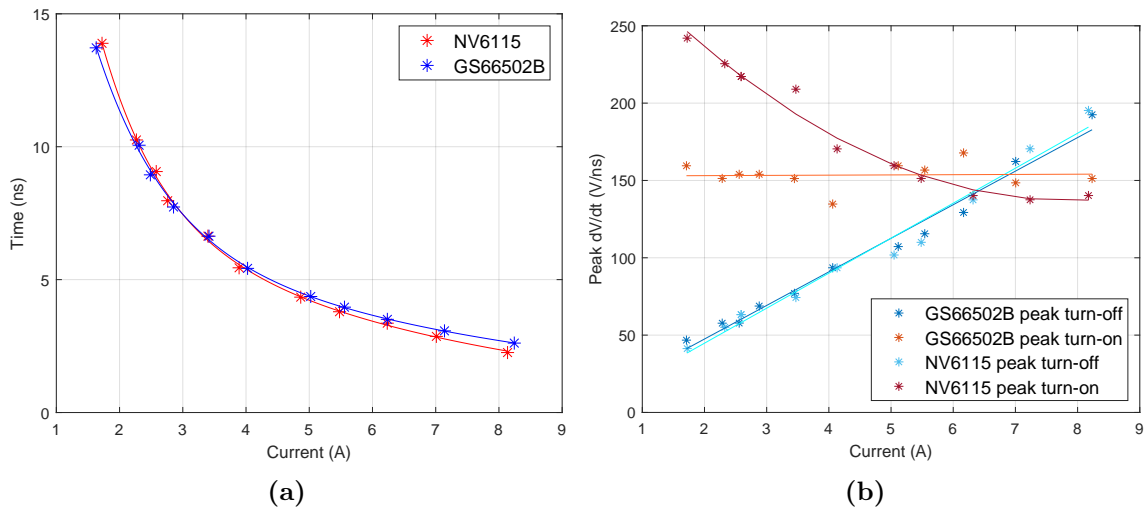 15
10
5
0
Time (ns)
1 2 3 4 5 6 7 8 9
Current (A)
NV6115
GS66502B
(a)
250
200
150
100
50
0
Peak dV/dt (V/ns)
1 2 3 4 5 6 7 8 9
Current (A)
GS66502B peak turn-off
GS66502B peak turn-on
NV6115 peak turn-off
NV6115 peak turn-on
(b)